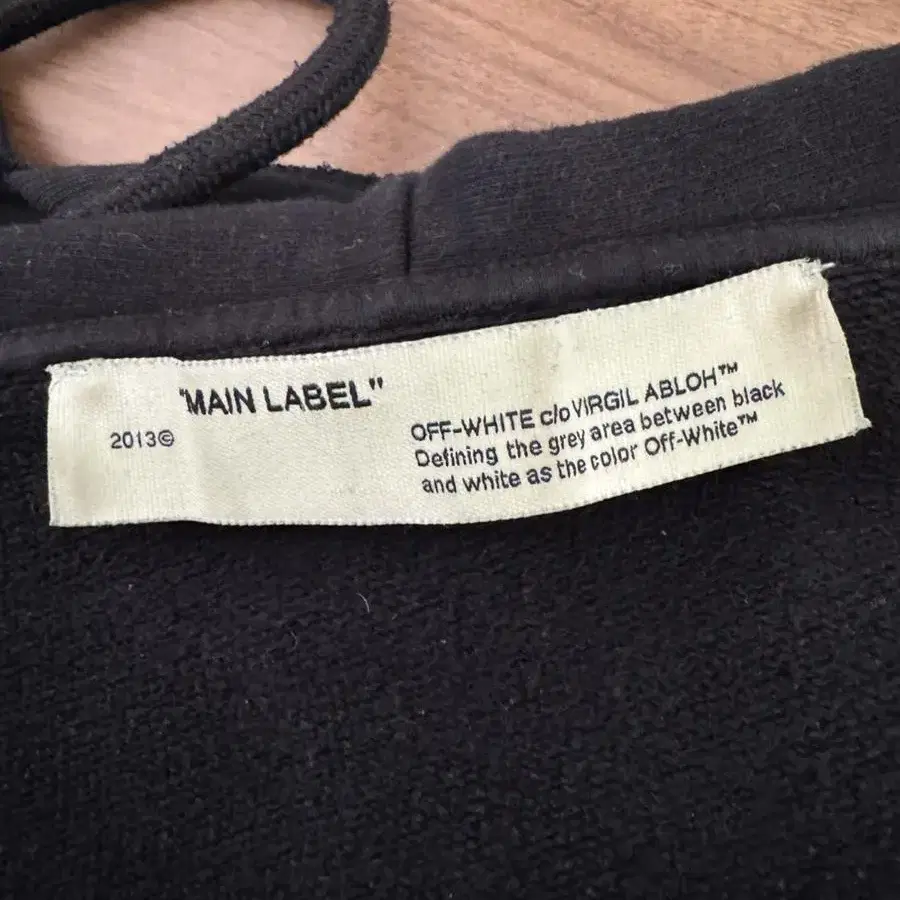 "MAIN LABEL"
2013©
OFF-WHITE c/o VIRGIL ABLOH™
Defining the grey area between black
and white as the color Off-White™